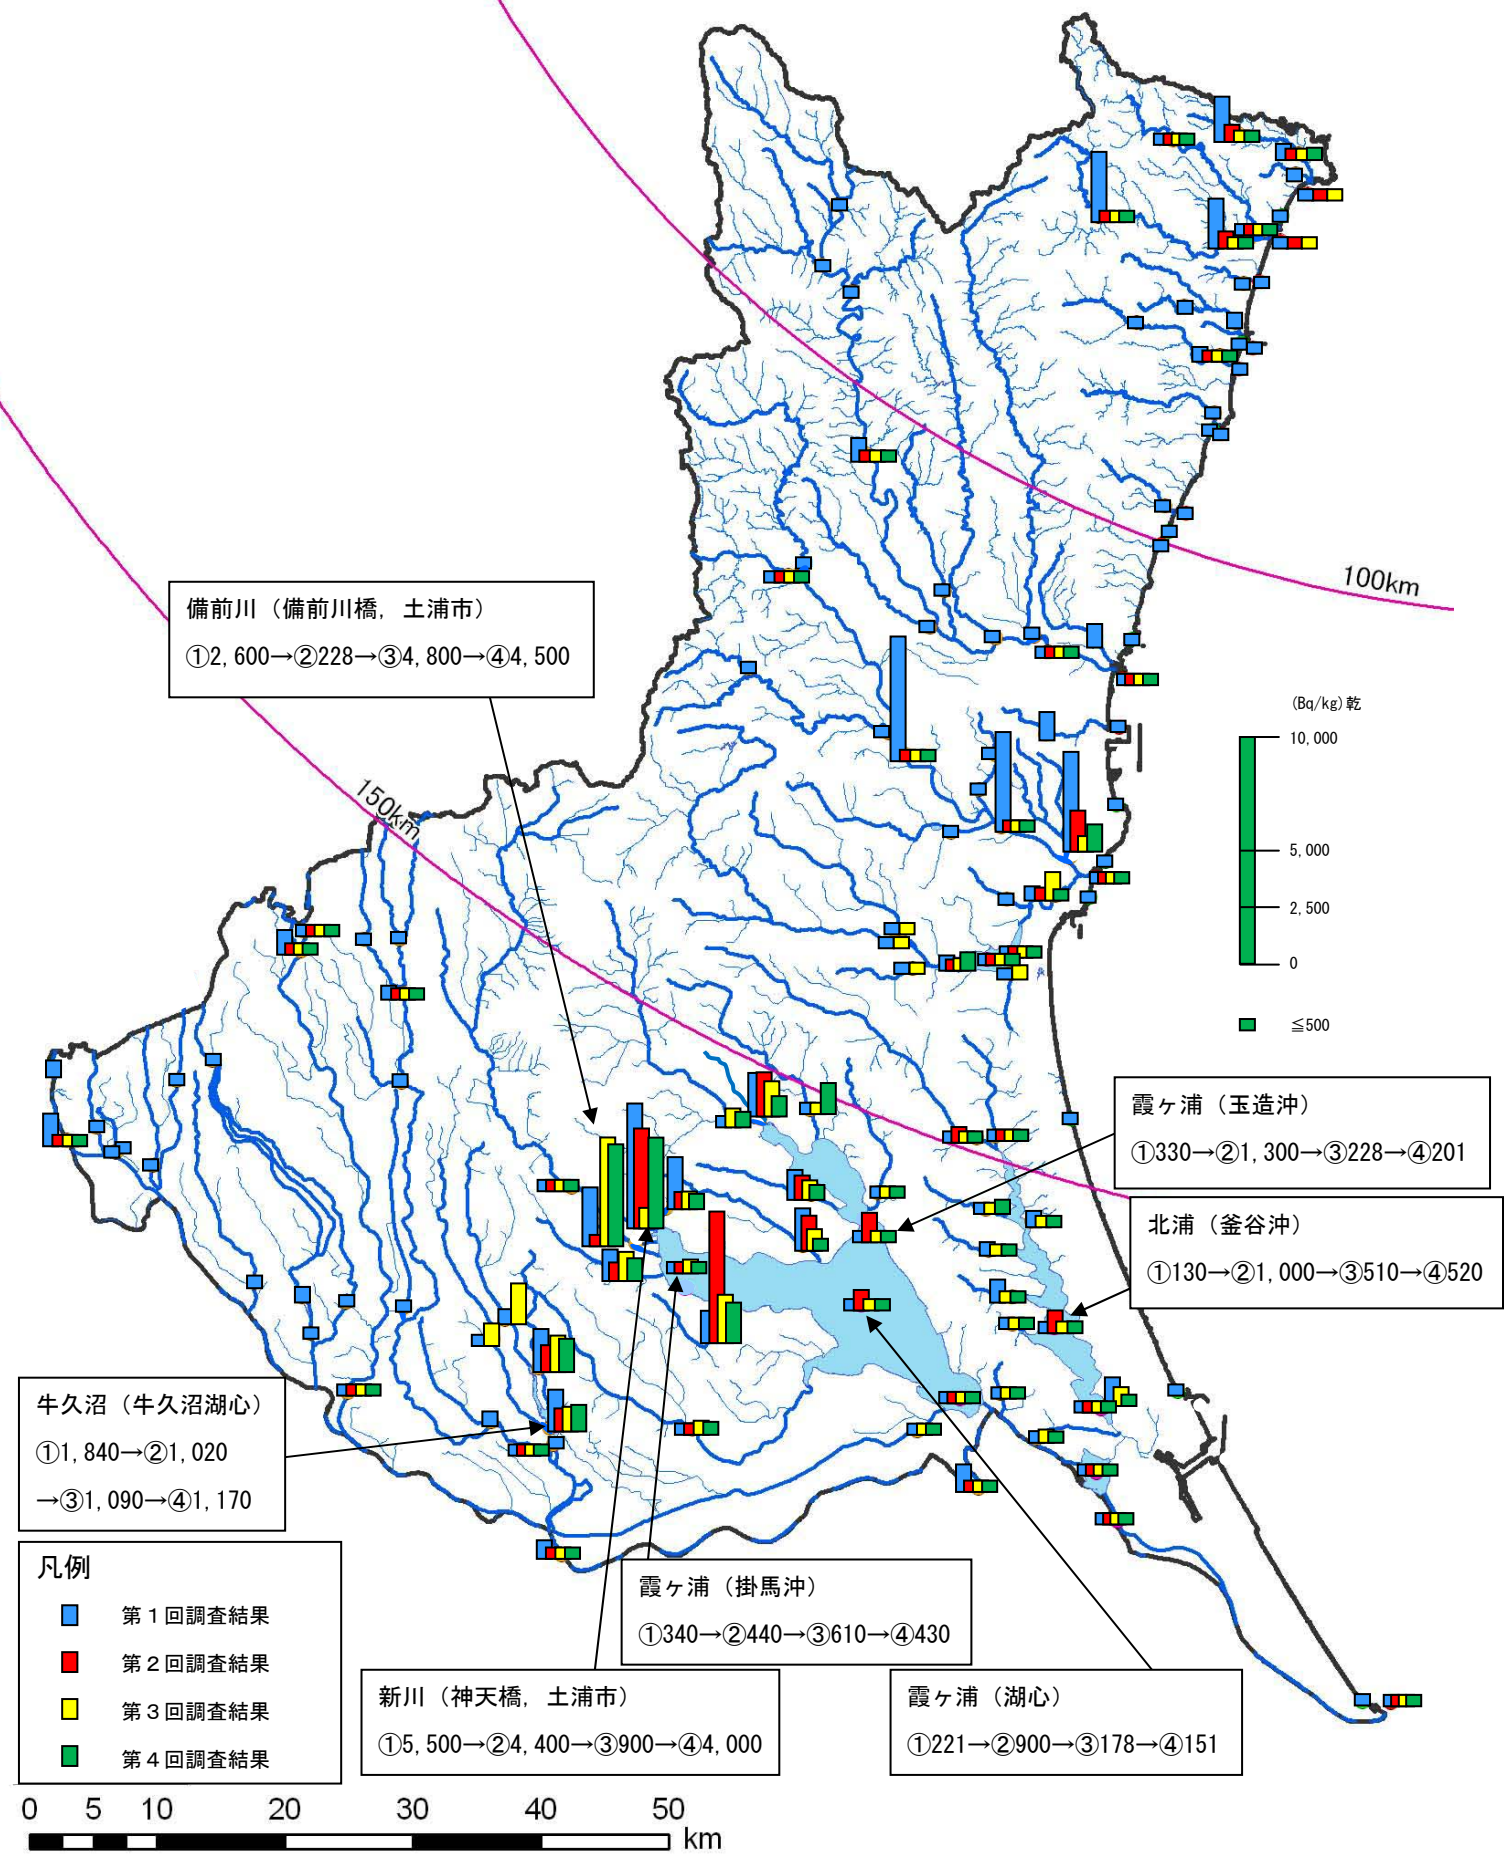 100km
150km
備前川（備前川橋, 土浦市）
①2,600→②228→③4,800→④4,500
(Bq/kg)乾
10,000
5,000
2,500
0
≦500
霞ヶ浦（玉造沖）
①330→②1,300→③228→④201
北浦（釜谷沖）
①130→②1,000→③510→④520
牛久沼（牛久沼湖心）
①1,840→②1,020
→③1,090→④1,170
霞ヶ浦（掛馬沖）
①340→②440→③610→④430
新川（神天橋, 土浦市）
①5,500→②4,400→③900→④4,000
霞ヶ浦（湖心）
①221→②900→③178→④151
凡例
第１回調査結果
第２回調査結果
第３回調査結果
第４回調査結果
0 5 10 20 30 40 50 km